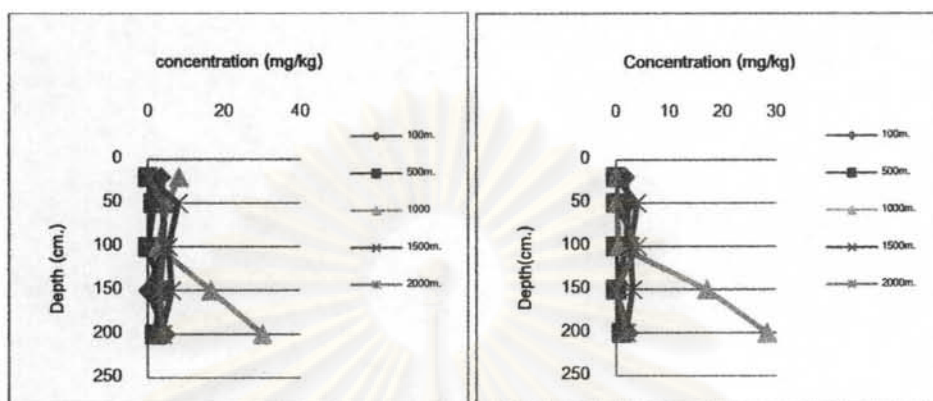 concentration (mg/kg)
0 20 40
0
50
100
150
200
250
Depth (cm.)
100m.
500m.
1000
1500m.
2000m.
Concentration (mg/kg)
0 10 20 30
0
50
100
150
200
250
Depth(cm.)
100m.
500m.
1000m.
1500m.
2000m.